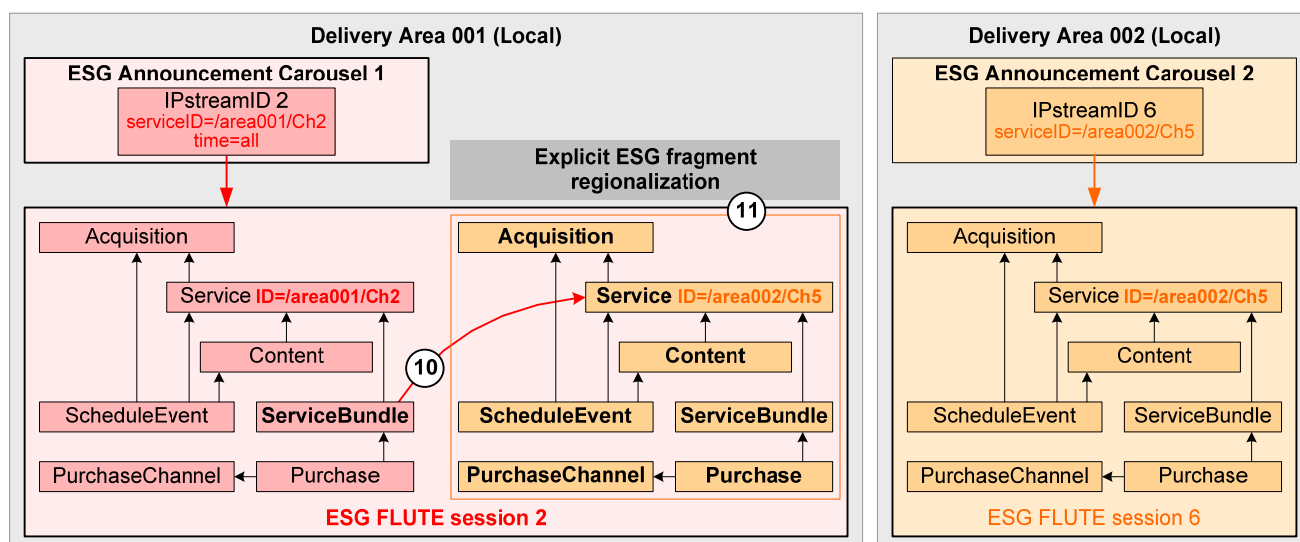 Delivery Area 001 (Local)
ESG Announcement Carousel 1
IPstreamID 2
serviceID=/area001/Ch2
time=all
Explicit ESG fragment
regionalization
11
Acquisition
Service ID=/area001/Ch2
Content
10
ScheduleEvent
ServiceBundle
PurchaseChannel
Purchase
Acquisition
Service ID=/area002/Ch5
Content
ScheduleEvent
ServiceBundle
PurchaseChannel
Purchase
ESG FLUTE session 2
Delivery Area 002 (Local)
ESG Announcement Carousel 2
IPstreamID 6
serviceID=/area002/Ch5
Acquisition
Service ID=/area002/Ch5
Content
ScheduleEvent
ServiceBundle
PurchaseChannel
Purchase
ESG FLUTE session 6